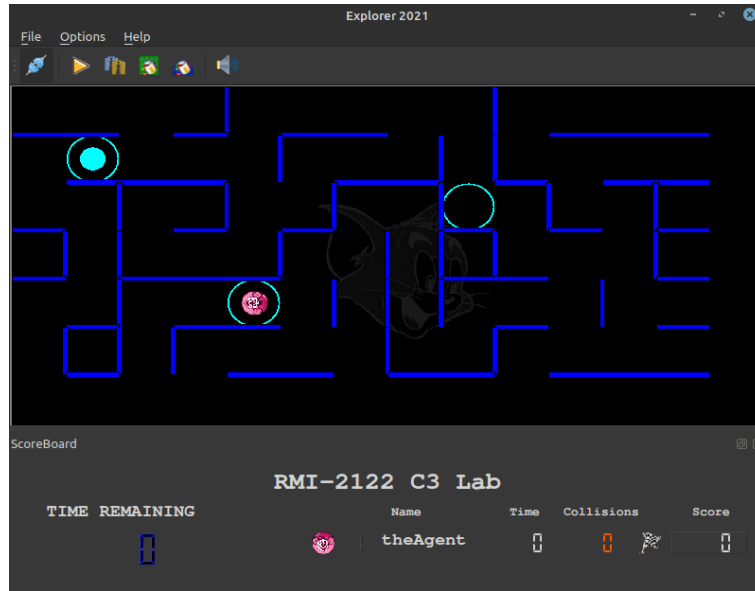 Explorer 2021
File Options Help
ScoreBoard
RMI-2122 C3 Lab
TIME REMAINING Name Time Collisions Score
0 theAgent 0 0 0